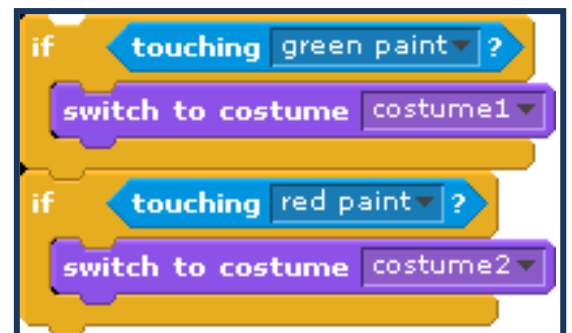 if touching green paint ?
switch to costume costume1
if touching red paint ?
switch to costume costume2